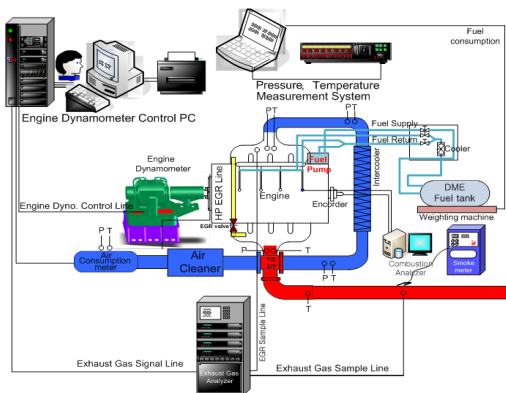 Fuel
consumption
Pressure, Temperature
Measurement System
Engine Dynamometer Control PC
P T
Fuel Supply
Fuel Return
Cooler
Fuel
Pump
Intercooler
Engine
Dynamometer
HP EGR Line
Engine
Encorder
DME
Fuel tank
Weighting machine
Engine Dyno. Control Line
EGR valve
P T
Air
Consumption
meter
Air
Cleaner
P
T
P T
Combustion
Analyzer
Smoke
meter
T
EGR Sample Line
Exhaust Gas Signal Line
Exhaust Gas Sample Line
Exhaust Gas
Analyzer